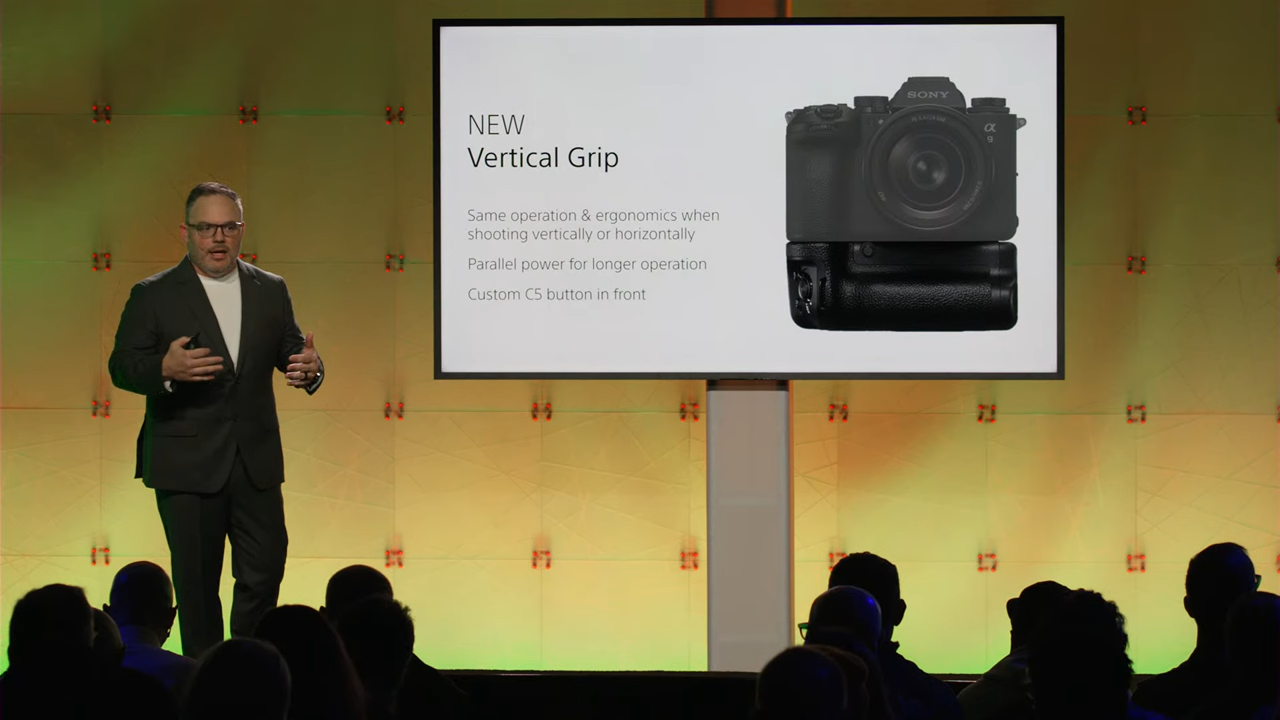 NEW
Vertical Grip
Same operation & ergonomics when
shooting vertically or horizontally
Parallel power for longer operation
Custom C5 button in front
SONY
α
9